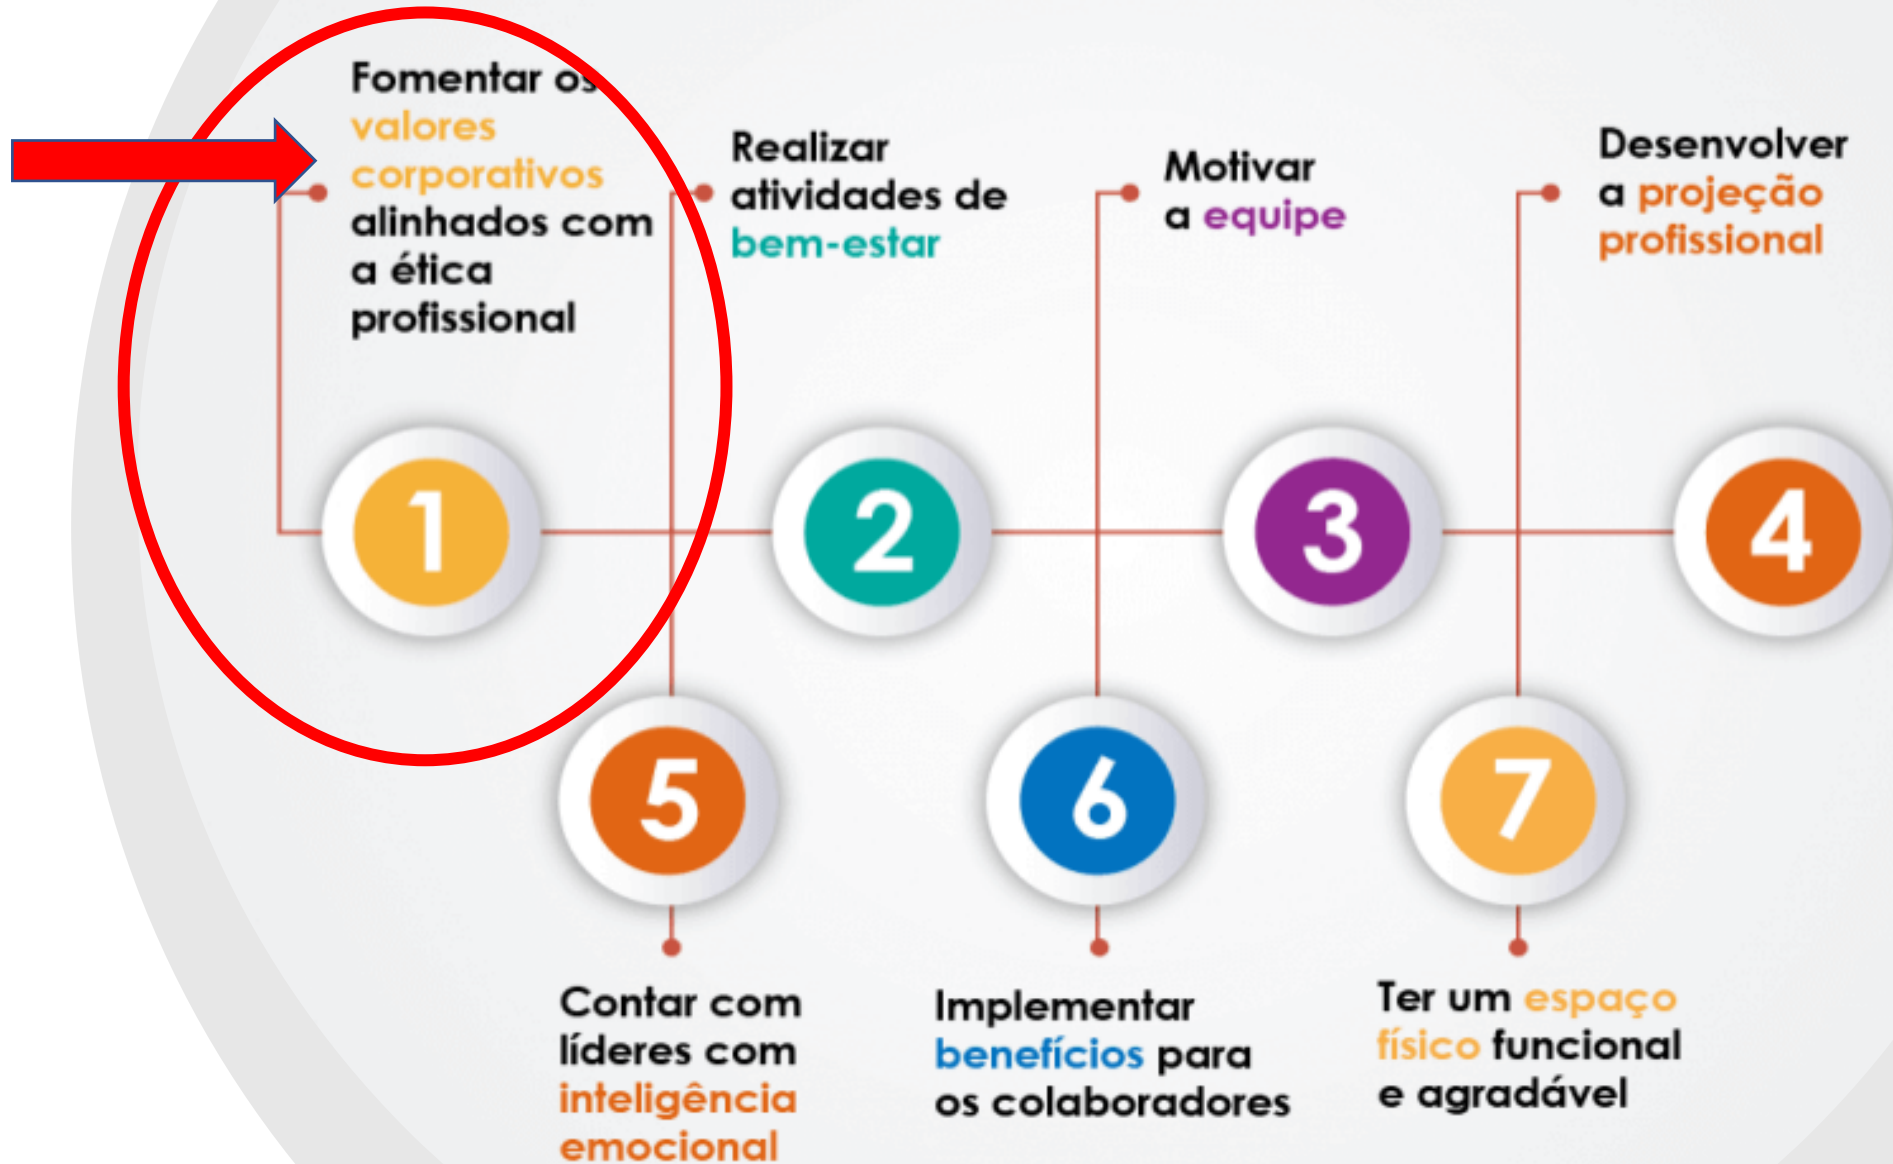 Fomentar os
valores
corporativos
alinhados com
a ética
profissional
Realizar
atividades de
bem-estar
Motivar
a equipe
Desenvolver
a projeção
profissional
1
2
3
4
5
6
7
Contar com
líderes com
inteligência
emocional
Implementar
benefícios para
os colaboradores
Ter um espaço
físico funcional
e agradável